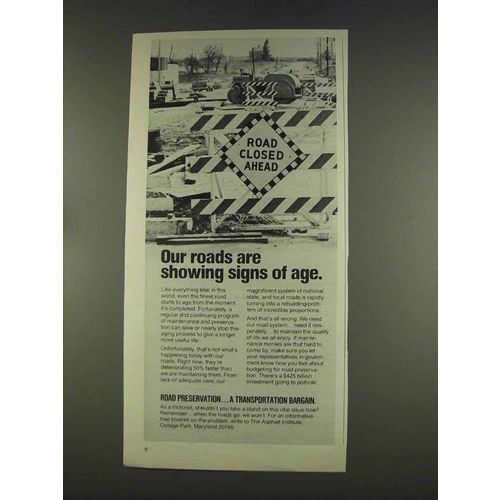 ROAD
CLOSED
AHEAD
Our roads are
showing signs of age.
Like everything else in this
world, even the finest road
starts to age from the moment
it's completed. Fortunately, a
regular and continuing program
of maintenance and preserva-
tion can slow or nearly stop this
aging process to give a longer,
more useful life.
Unfortunately, that's not what's
happening today with our
roads. Right now, they're
deteriorating 50% faster than
we are maintaining them. From
lack of adequate care, our
magnificent system of national,
state, and local roads is rapidly
turning into a rebuilding prob-
lem of incredible proportions.
And that's all wrong. We need
our road system . . . need it des-
perately . . . to maintain the quality
of life we all enjoy. If mainte-
nance monies are that hard to
come by, make sure you let
your representatives in govern-
ment know how you feel about
budgeting for road preserva-
tion. There's a $425 billion
investment going to pothole.
ROAD PRESERVATION...A TRANSPORTATION BARGAIN.
As a motorist, shouldn't you take a stand on this vital issue now?
Remember . . . when the roads go, we won't. For an informative
free booklet on the problem, write to The Asphalt Institute,
College Park, Maryland 20740.